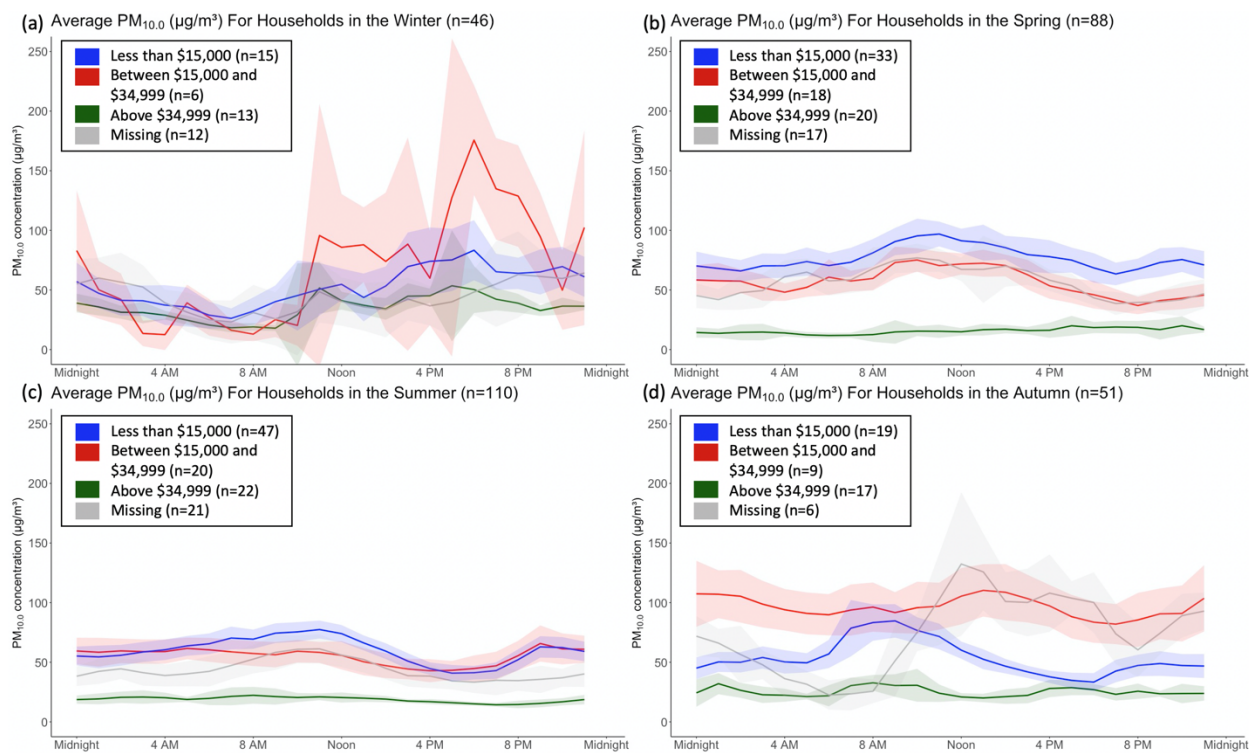 (a) Average PM10.0 (µg/m³) For Households in the Winter (n=46)
250
200
150
100
50
0
PM10.0 concentration (µg/m³)
Less than $15,000 (n=15)
Between $15,000 and
$34,999 (n=6)
Above $34,999 (n=13)
Missing (n=12)
Midnight 4 AM 8 AM Noon 4 PM 8 PM Midnight
(b) Average PM10.0 (µg/m³) For Households in the Spring (n=88)
250
200
150
100
50
0
PM10.0 concentration (µg/m³)
Less than $15,000 (n=33)
Between $15,000 and
$34,999 (n=18)
Above $34,999 (n=20)
Missing (n=17)
Midnight 4 AM 8 AM Noon 4 PM 8 PM Midnight
(c) Average PM10.0 (µg/m³) For Households in the Summer (n=110)
250
200
150
100
50
0
PM10.0 concentration (µg/m³)
Less than $15,000 (n=47)
Between $15,000 and
$34,999 (n=20)
Above $34,999 (n=22)
Missing (n=21)
Midnight 4 AM 8 AM Noon 4 PM 8 PM Midnight
(d) Average PM10.0 (µg/m³) For Households in the Autumn (n=51)
250
200
150
100
50
0
PM10.0 concentration (µg/m³)
Less than $15,000 (n=19)
Between $15,000 and
$34,999 (n=9)
Above $34,999 (n=17)
Missing (n=6)
Midnight 4 AM 8 AM Noon 4 PM 8 PM Midnight